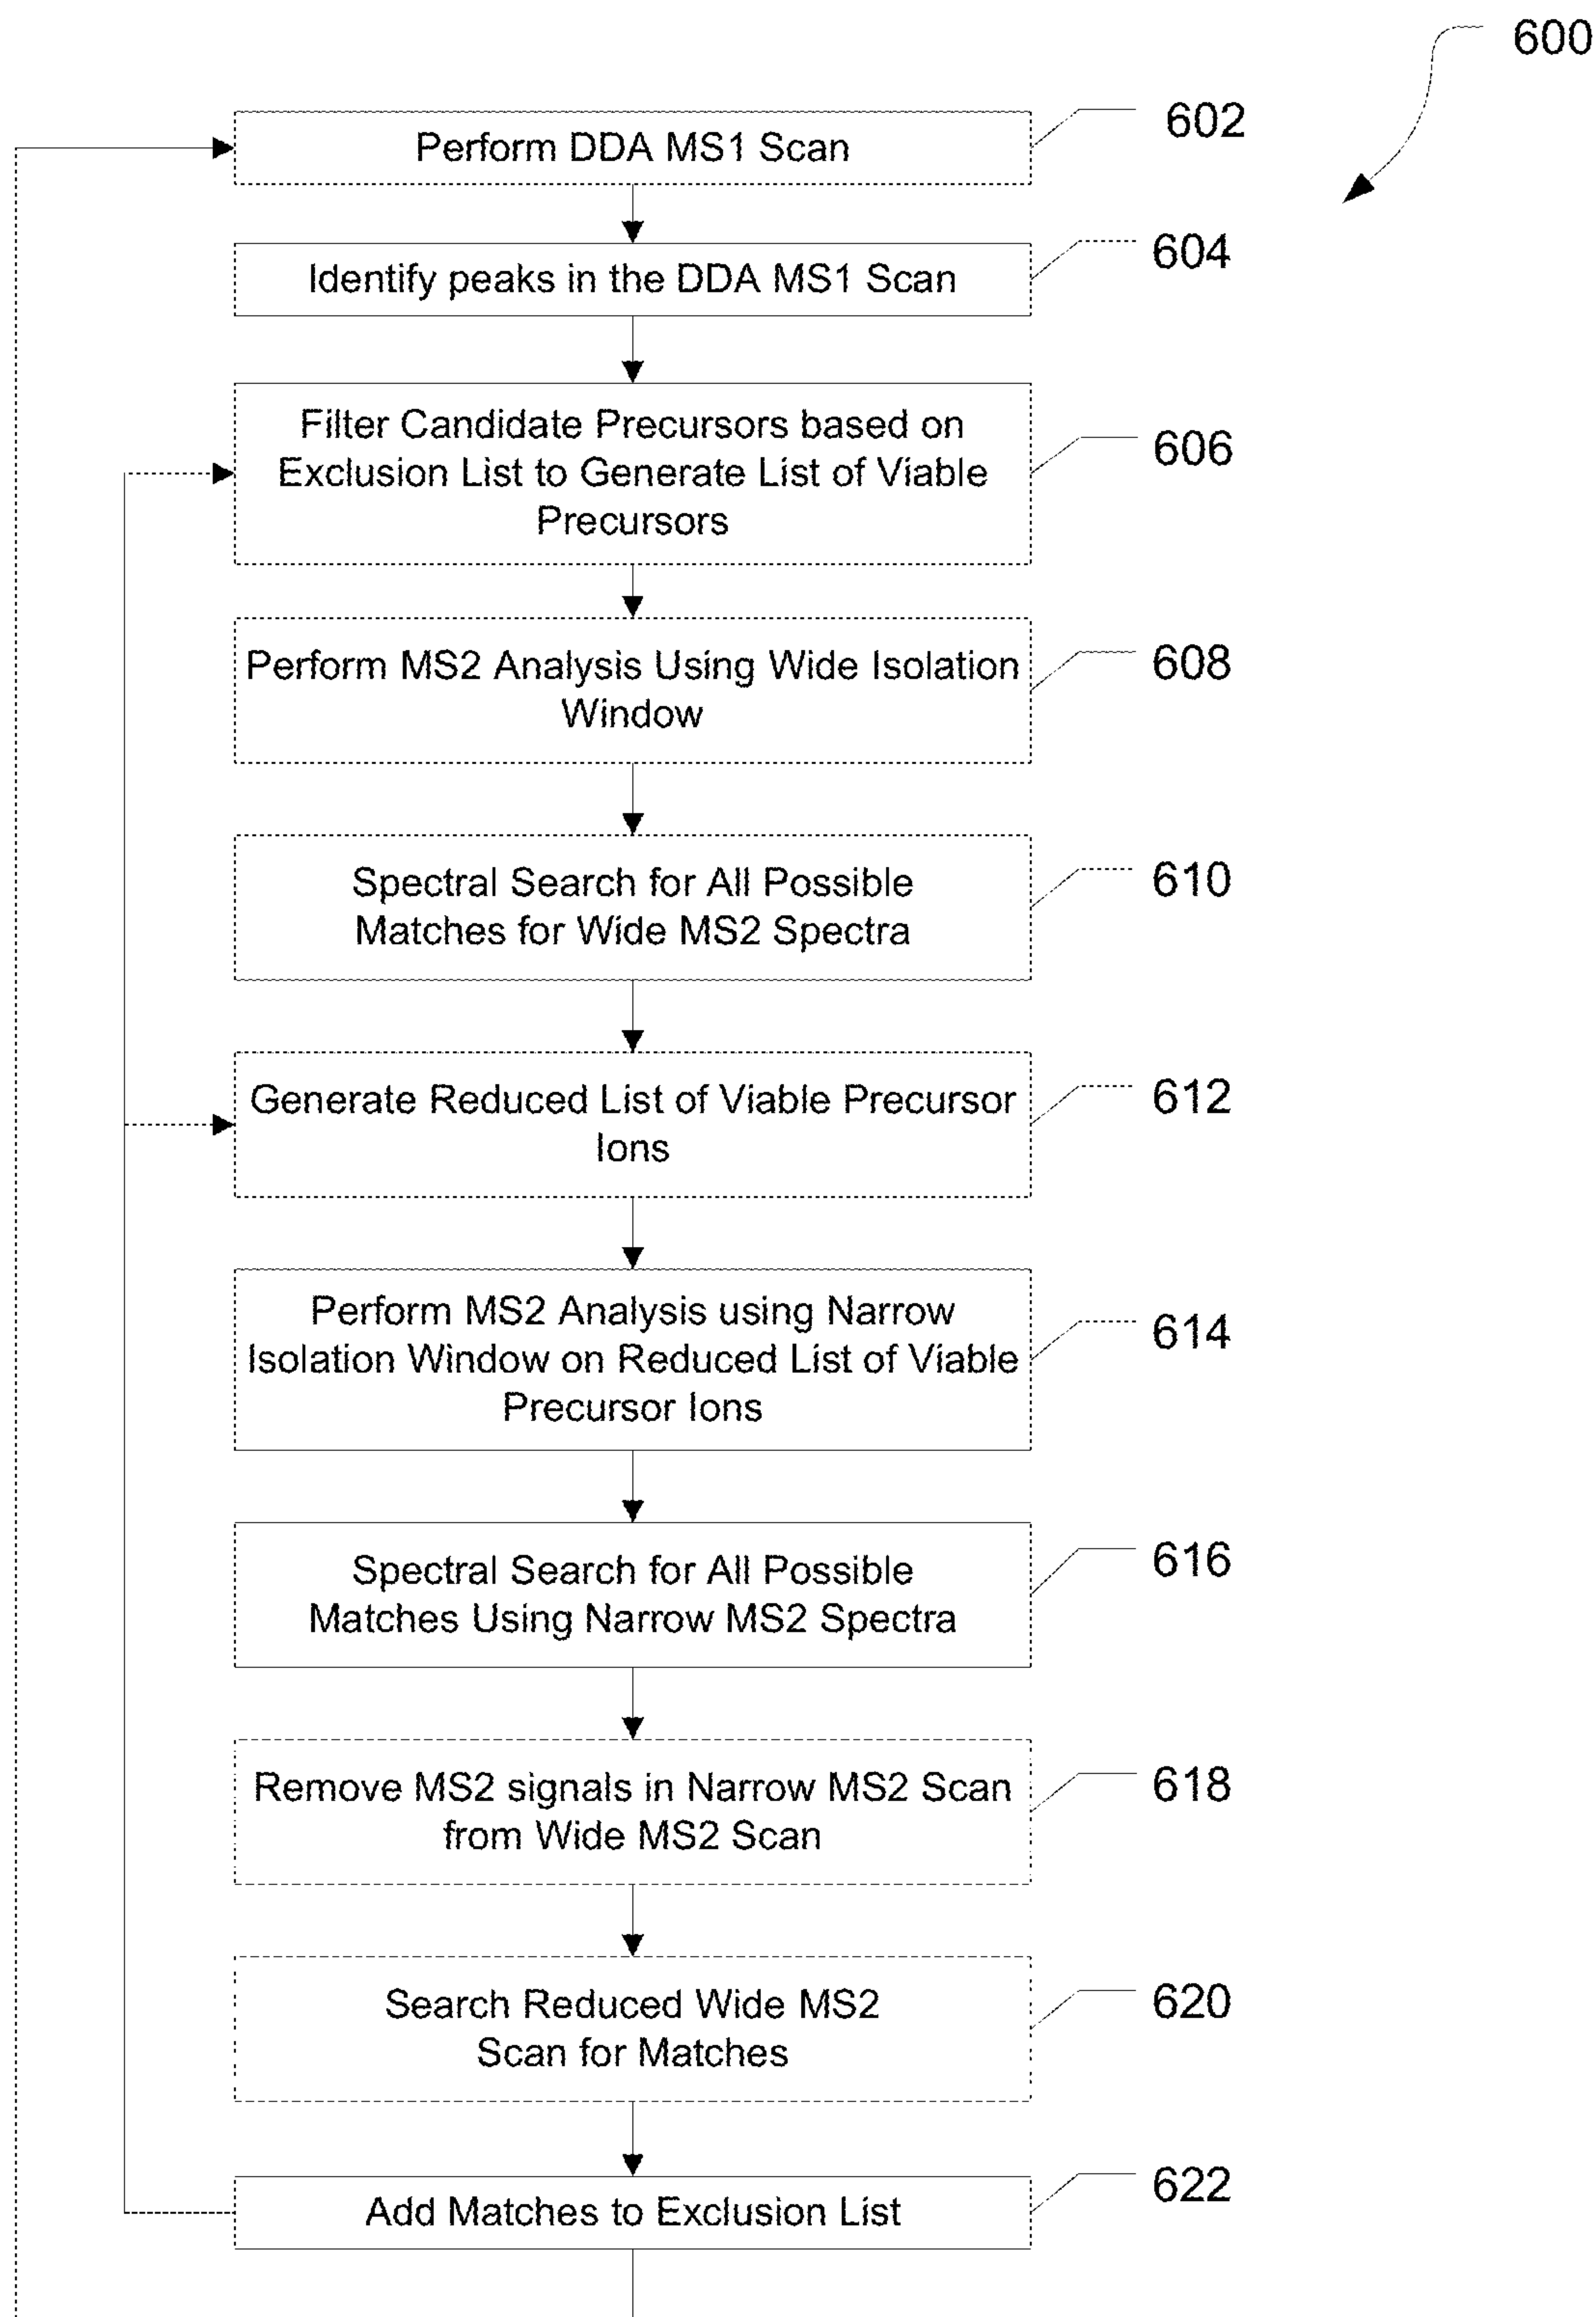 600
Perform DDA MS1 Scan
602
Identify peaks in the DDA MS1 Scan
604
Filter Candidate Precursors based on
Exclusion List to Generate List of Viable
Precursors
606
Perform MS2 Analysis Using Wide Isolation
Window
608
Spectral Search for All Possible
Matches for Wide MS2 Spectra
610
Generate Reduced List of Viable Precursor
Ions
612
Perform MS2 Analysis using Narrow
Isolation Window on Reduced List of Viable
Precursor Ions
614
Spectral Search for All Possible
Matches Using Narrow MS2 Spectra
616
Remove MS2 signals in Narrow MS2 Scan
from Wide MS2 Scan
618
Search Reduced Wide MS2
Scan for Matches
620
Add Matches to Exclusion List
622